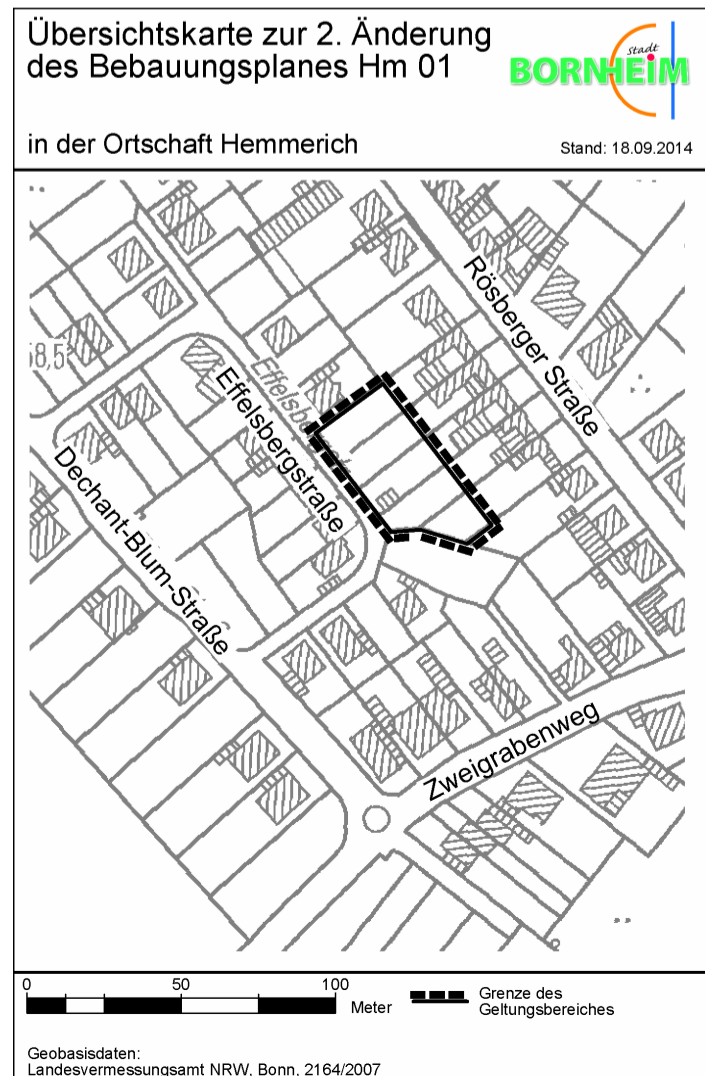 Übersichtskarte zur 2. Änderung
des Bebauungsplanes Hm 01
Stadt
BORNHEiM
in der Ortschaft Hemmerich
Stand: 18.09.2014
Rösberger Straße
58,5
Effelsbergstraße
Dechant-Blum-Straße
Zweigrabenweg
0 50 100
Meter
Grenze des
Geltungsbereiches
Geobasisdaten:
Landesvermessungsamt NRW, Bonn, 2164/2007